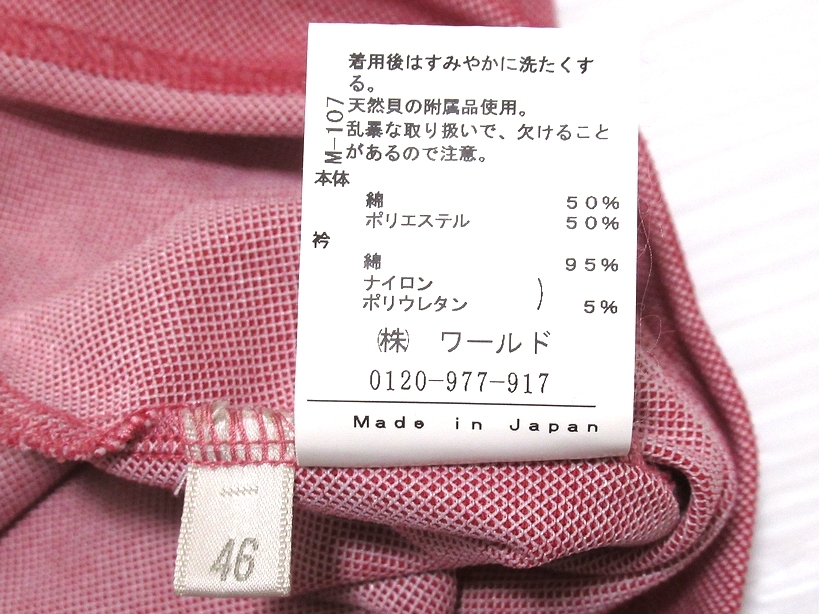 着用後はすみやかに洗たくす
る。
天然貝の附属品使用。
乱暴な取り扱いで、欠けること
があるので注意。
M-107
本体
綿 50%
ポリエステル 50%
衿
綿 95%
ナイロン
ポリウレタン ) 5%
㈱ ワールド
0120-977-917
Made in Japan
46